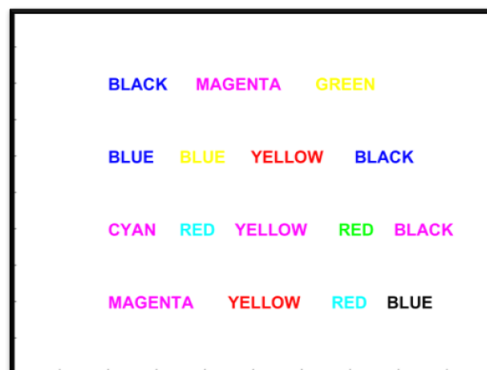 BLACK MAGENTA GREEN
BLUE BLUE YELLOW BLACK
CYAN RED YELLOW RED BLACK
MAGENTA YELLOW RED BLUE